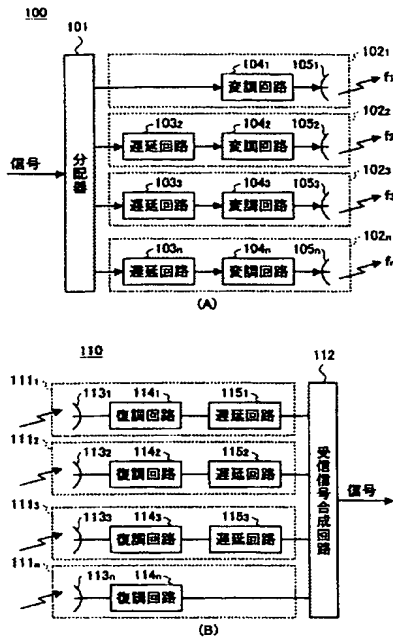 100
101
102₁
104₁ 105₁
変調回路
f₁
102₂
103₂ 104₂ 105₂
遅延回路 変調回路
f₂
信号
分配器
102₃
103₃ 104₃ 105₃
遅延回路 変調回路
f₃
102ₙ
103ₙ 104ₙ 105ₙ
遅延回路 変調回路
fₙ
(A)
110
112
111₁
113₁ 114₁ 115₁
復調回路 遅延回路
111₂
113₂ 114₂ 115₂
復調回路 遅延回路
受信信号合成回路
信号
111₃
113₃ 114₃ 115₃
復調回路 遅延回路
111ₙ
113ₙ 114ₙ
復調回路
(B)